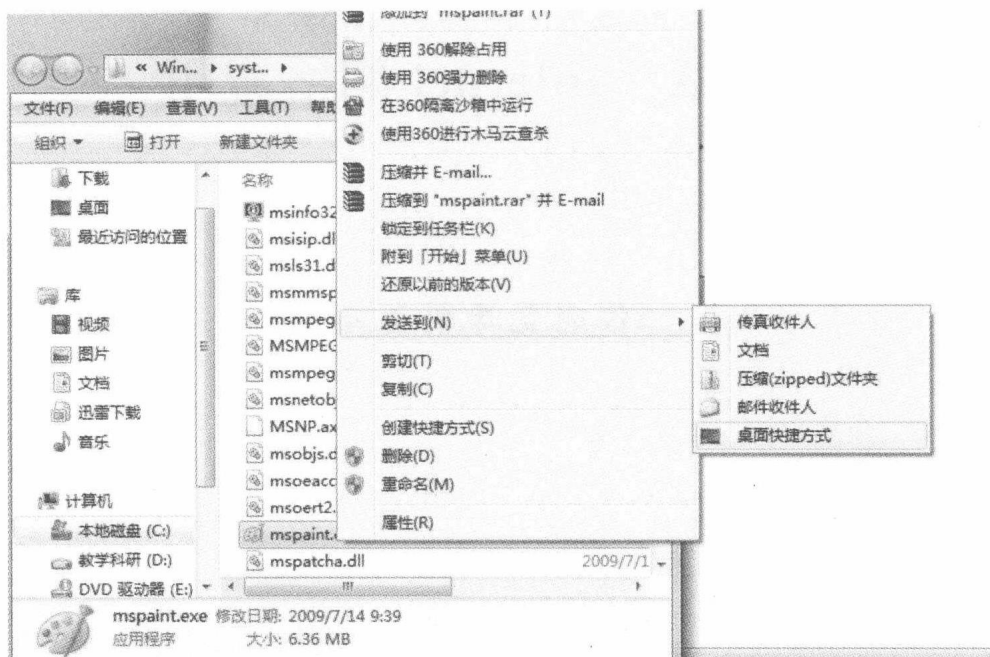 添加到 "mspaint.rar"(T)
使用 360解除占用
使用 360强力删除
在360隔离沙箱中运行
使用360进行木马云查杀
压缩并 E-mail...
压缩到 "mspaint.rar" 并 E-mail
锁定到任务栏(K)
附到「开始」菜单(U)
还原以前的版本(V)
发送到(N)
剪切(T)
复制(C)
创建快捷方式(S)
删除(D)
重命名(M)
属性(R)
传真收件人
文档
压缩(zipped)文件夹
邮件收件人
桌面快捷方式
« Win... syst...
文件(F) 编辑(E) 查看(V) 工具(T) 帮助
组织 打开 新建文件夹
下载
桌面
最近访问的位置
库
视频
图片
文档
迅雷下载
音乐
计算机
本地磁盘 (C:)
教学科研 (D:)
DVD 驱动器 (E:)
名称
msinfo32
msisip.dl
msls31.d
msmmsp
msmpeg
MSMPEG
msmpeg
msnetob
MSNP.ax
msobjs.d
msoeacc
msoert2.
mspaint.
mspatcha.dll 2009/7/1
mspaint.exe 修改日期: 2009/7/14 9:39
应用程序 大小: 6.36 MB